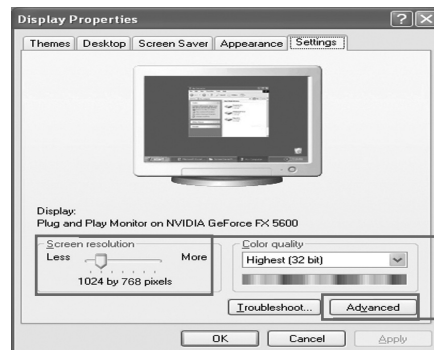 Display Properties
Themes Desktop Screen Saver Appearance Settings
Display:
Plug and Play Monitor on NVIDIA GeForce FX 5600
Screen resolution
Less More
1024 by 768 pixels
Color quality
Highest (32 bit)
Troubleshoot... Advanced
OK Cancel Apply